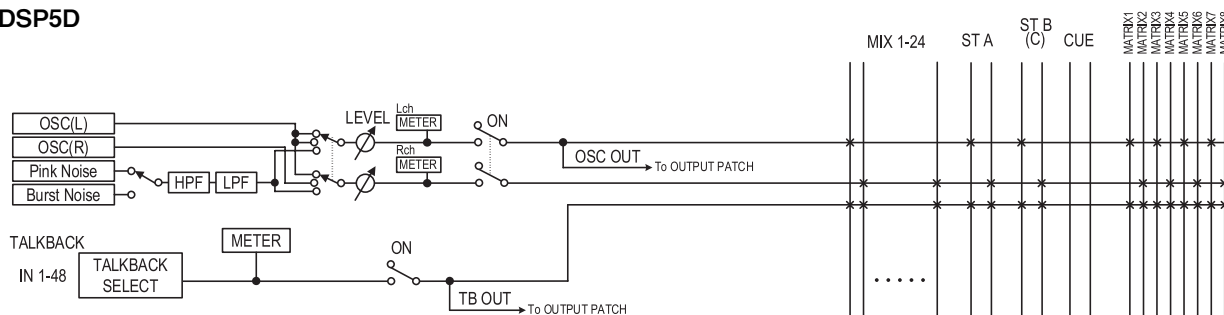 DSP5D
MIX 1-24
ST A
ST B
(C)
CUE
MATRIX1
MATRIX2
MATRIX3
MATRIX4
MATRIX5
MATRIX6
MATRIX7
MATRIX8
OSC(L)
OSC(R)
Pink Noise
Burst Noise
HPF
LPF
LEVEL
Lch
METER
Rch
METER
ON
OSC OUT
To OUTPUT PATCH
TALKBACK
IN 1-48
TALKBACK
SELECT
METER
ON
TB OUT
To OUTPUT PATCH